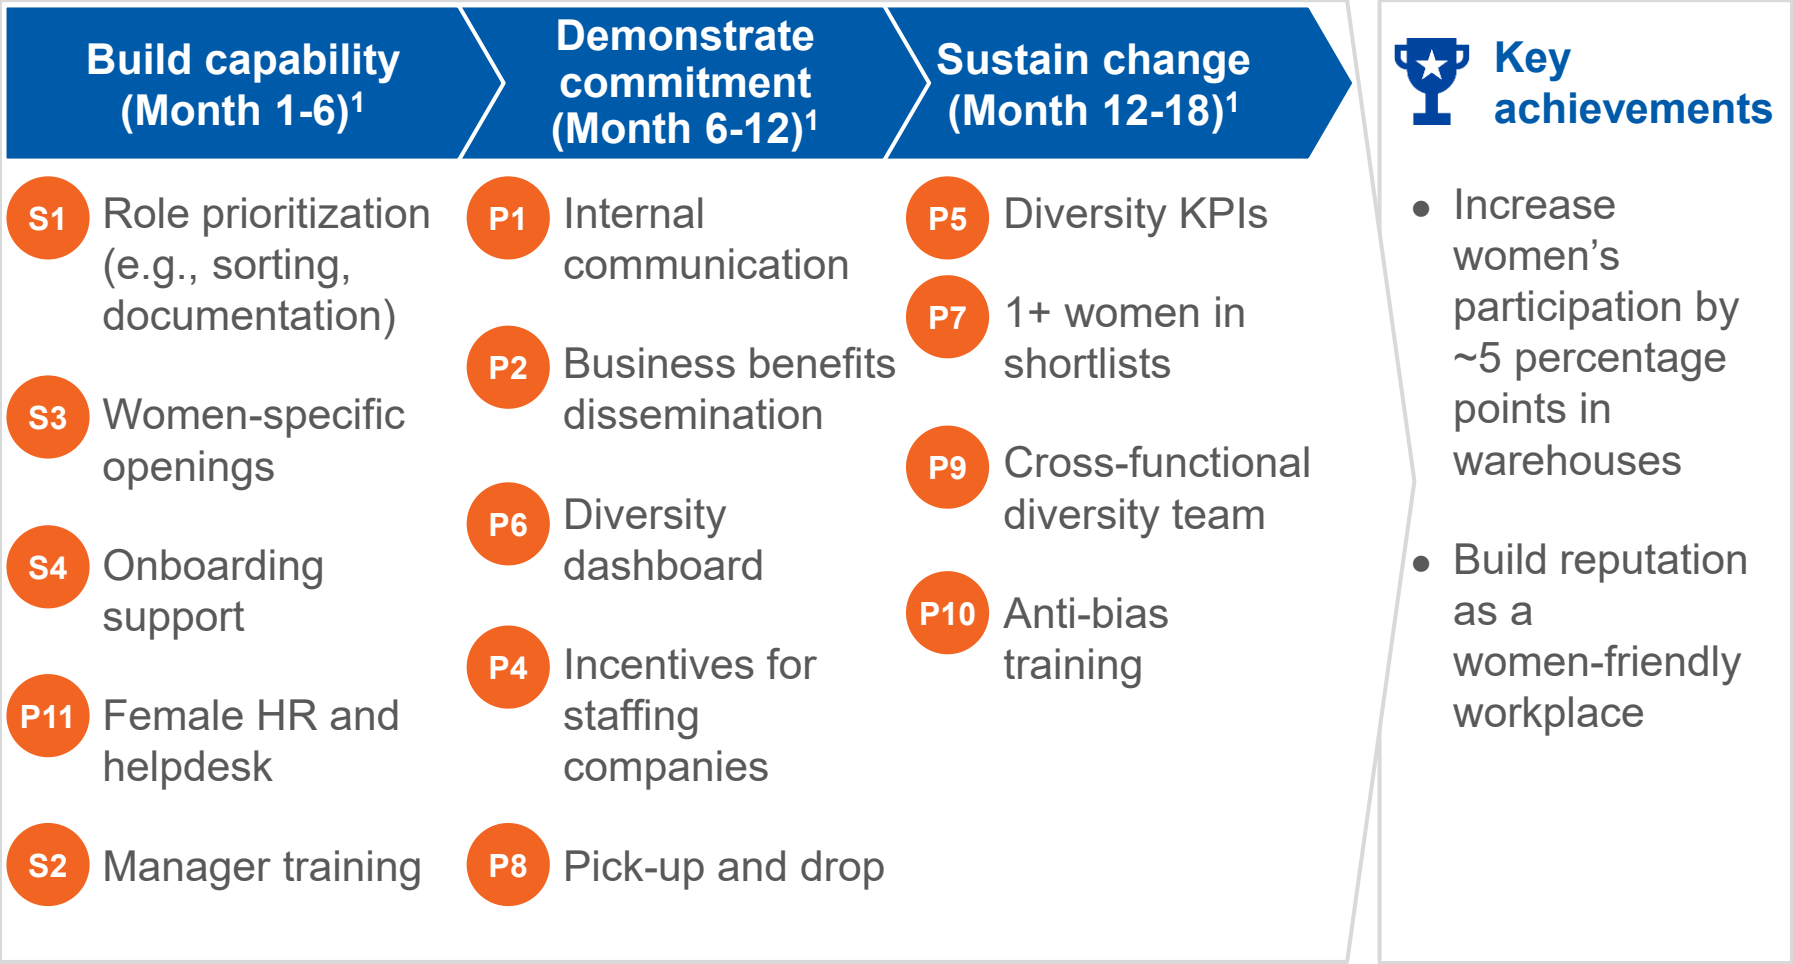 Build capability
(Month 1-6)¹
Demonstrate
commitment
(Month 6-12)¹
Sustain change
(Month 12-18)¹
Key
achievements
S1
Role prioritization
(e.g., sorting,
documentation)
S3
Women-specific
openings
S4
Onboarding
support
P11
Female HR and
helpdesk
S2
Manager training
P1
Internal
communication
P2
Business benefits
dissemination
P6
Diversity
dashboard
P4
Incentives for
staffing
companies
P8
Pick-up and drop
P5
Diversity KPIs
P7
1+ women in
shortlists
P9
Cross-functional
diversity team
P10
Anti-bias
training
• Increase
women’s
participation by
~5 percentage
points in
warehouses
• Build reputation
as a
women-friendly
workplace